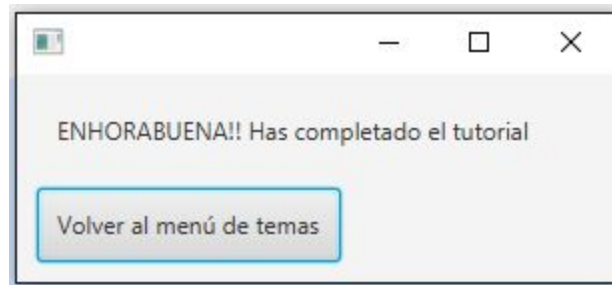 ENHORABUENA!! Has completado el tutorial
Volver al menú de temas